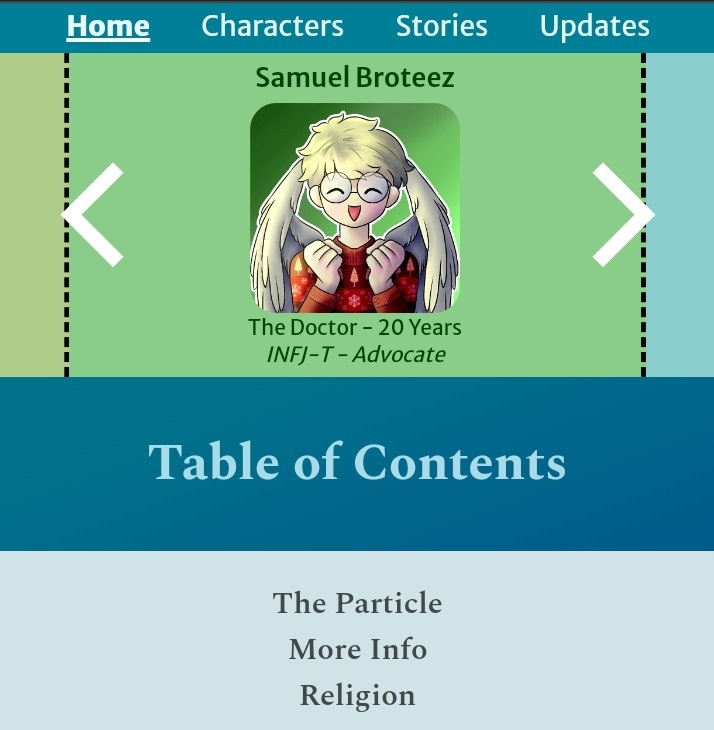 Home Characters Stories Updates
Samuel Broteez
The Doctor - 20 Years
INFJ-T - Advocate
Table of Contents
The Particle
More Info
Religion